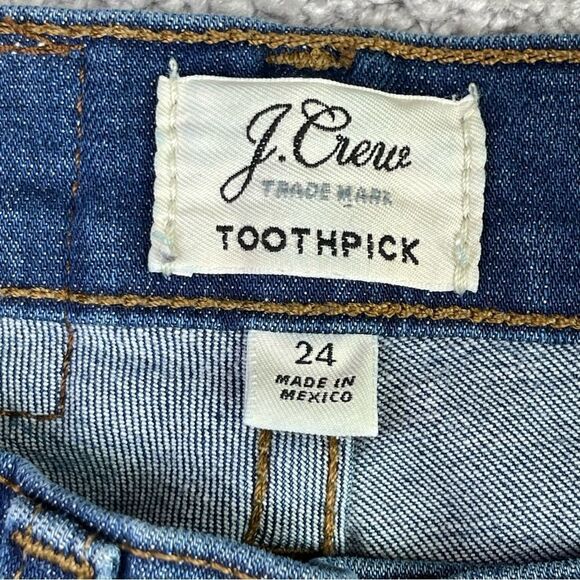 J.Crew
TRADE MARK
TOOTHPICK
24
MADE IN
MEXICO